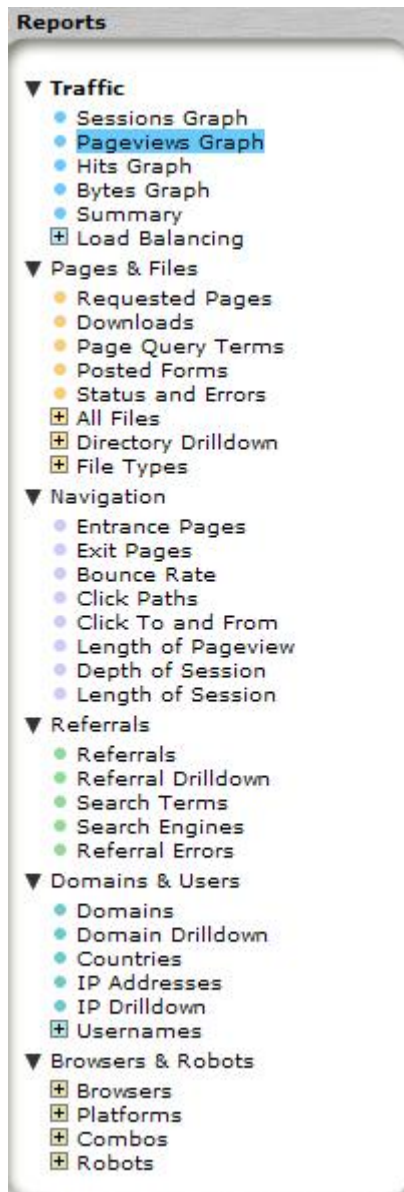 Reports
Traffic
Sessions Graph
Pageviews Graph
Hits Graph
Bytes Graph
Summary
Load Balancing
Pages & Files
Requested Pages
Downloads
Page Query Terms
Posted Forms
Status and Errors
All Files
Directory Drilldown
File Types
Navigation
Entrance Pages
Exit Pages
Bounce Rate
Click Paths
Click To and From
Length of Pageview
Depth of Session
Length of Session
Referrals
Referrals
Referral Drilldown
Search Terms
Search Engines
Referral Errors
Domains & Users
Domains
Domain Drilldown
Countries
IP Addresses
IP Drilldown
Usernames
Browsers & Robots
Browsers
Platforms
Combos
Robots